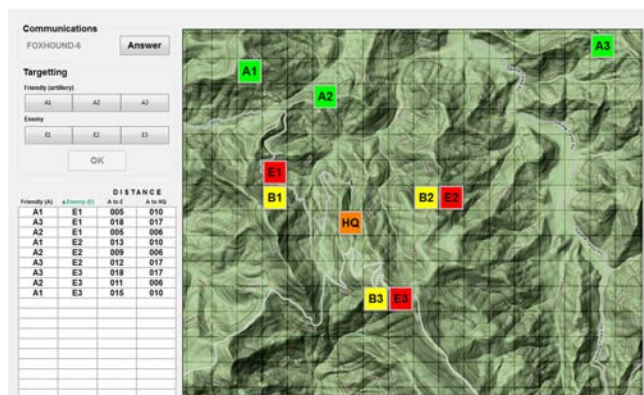 Communications
FOXHOUND-6
Answer
Targetting
Friendly (artillery)
A1 A2 A3
Enemy
E1 E2 E3
OK
DISTANCE
Friendly (A) ▲Enemy (E) A to E A to HQ
A1 E1 005 010
A3 E1 018 017
A2 E1 005 006
A1 E2 013 010
A2 E2 009 006
A3 E2 012 017
A3 E3 018 017
A2 E3 011 006
A1 E3 015 010
A3
A1
A2
E1
B1
B2 E2
HQ
B3 E3